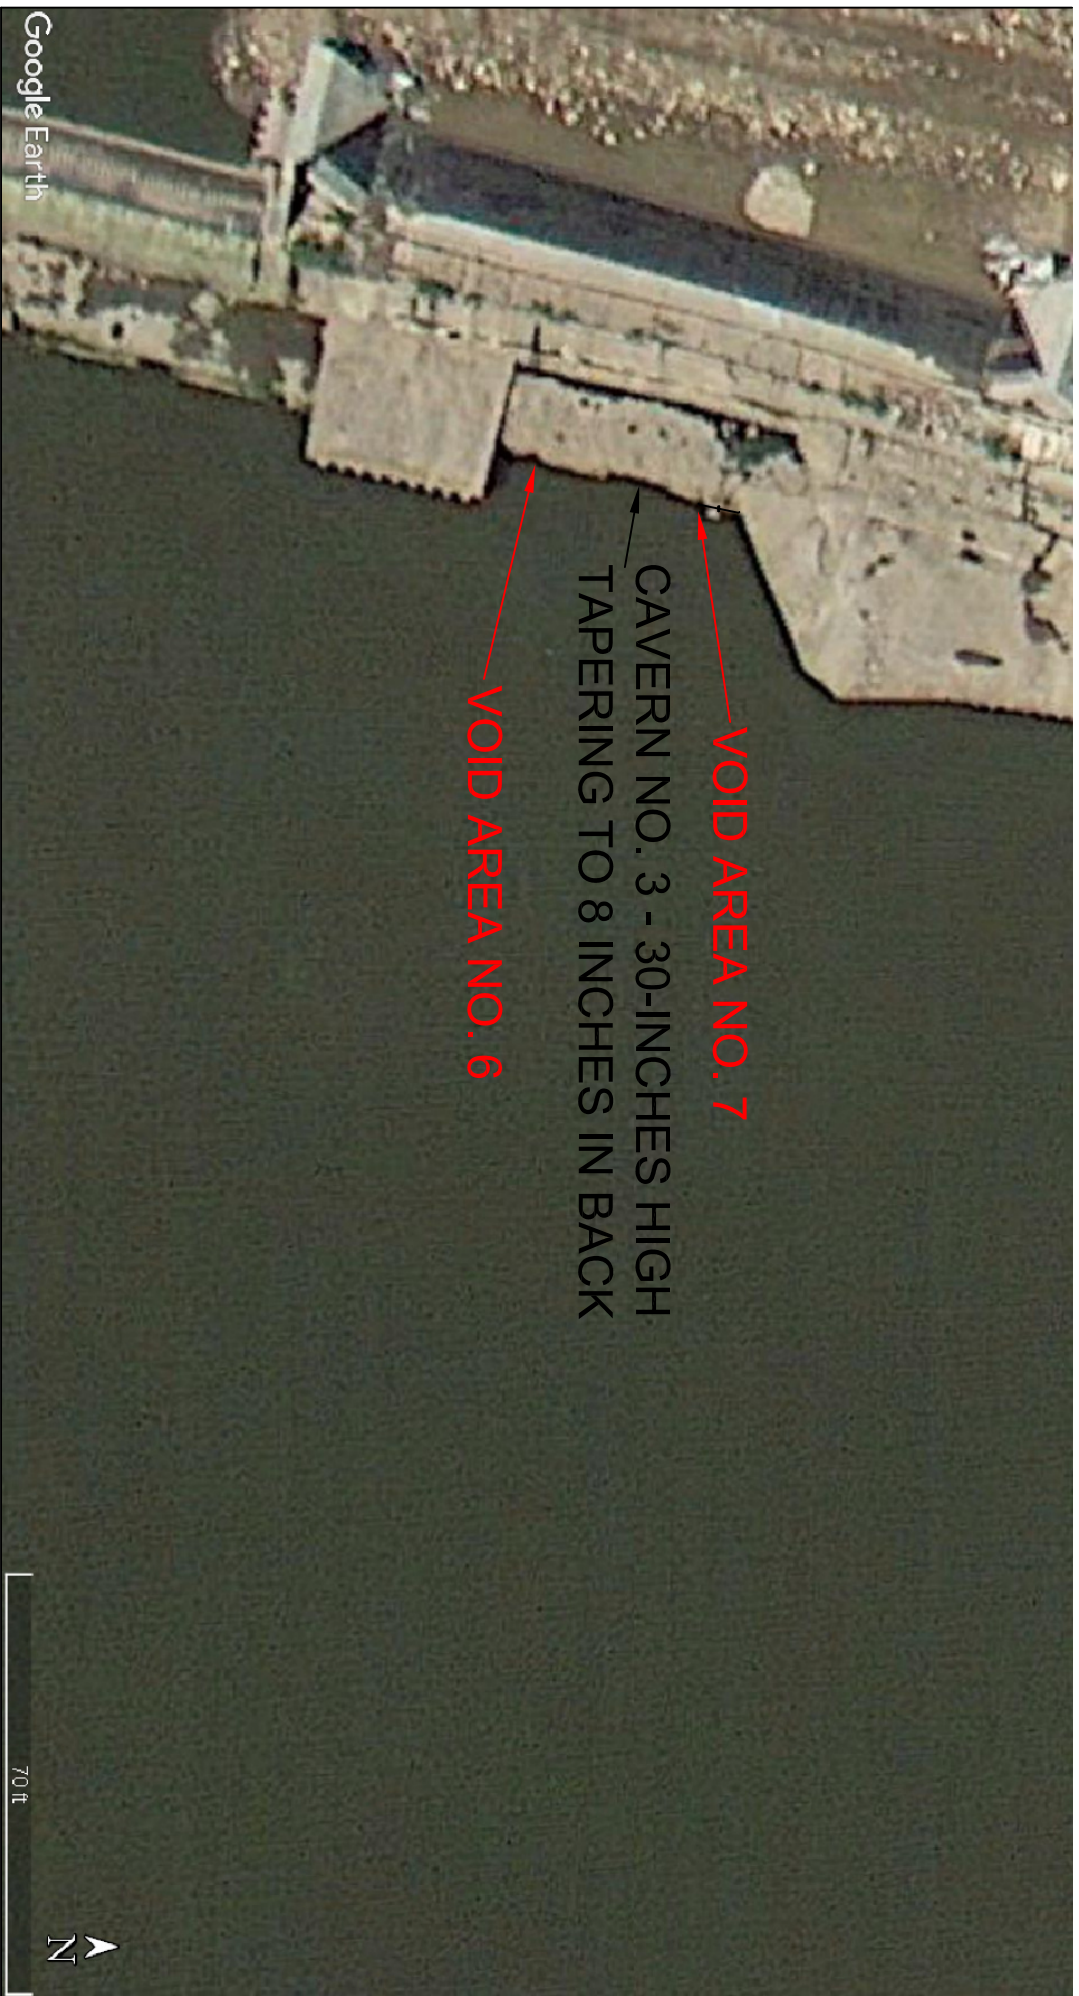 VOID AREA NO. 7
CAVERN NO. 3 - 30-INCHES HIGH
TAPERING TO 8 INCHES IN BACK
VOID AREA NO. 6
Google Earth
70 ft
N